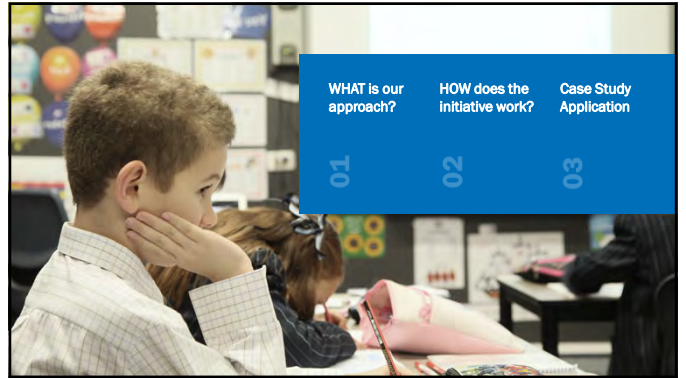 WHAT is our
approach?
01
HOW does the
initiative work?
02
Case Study
Application
03